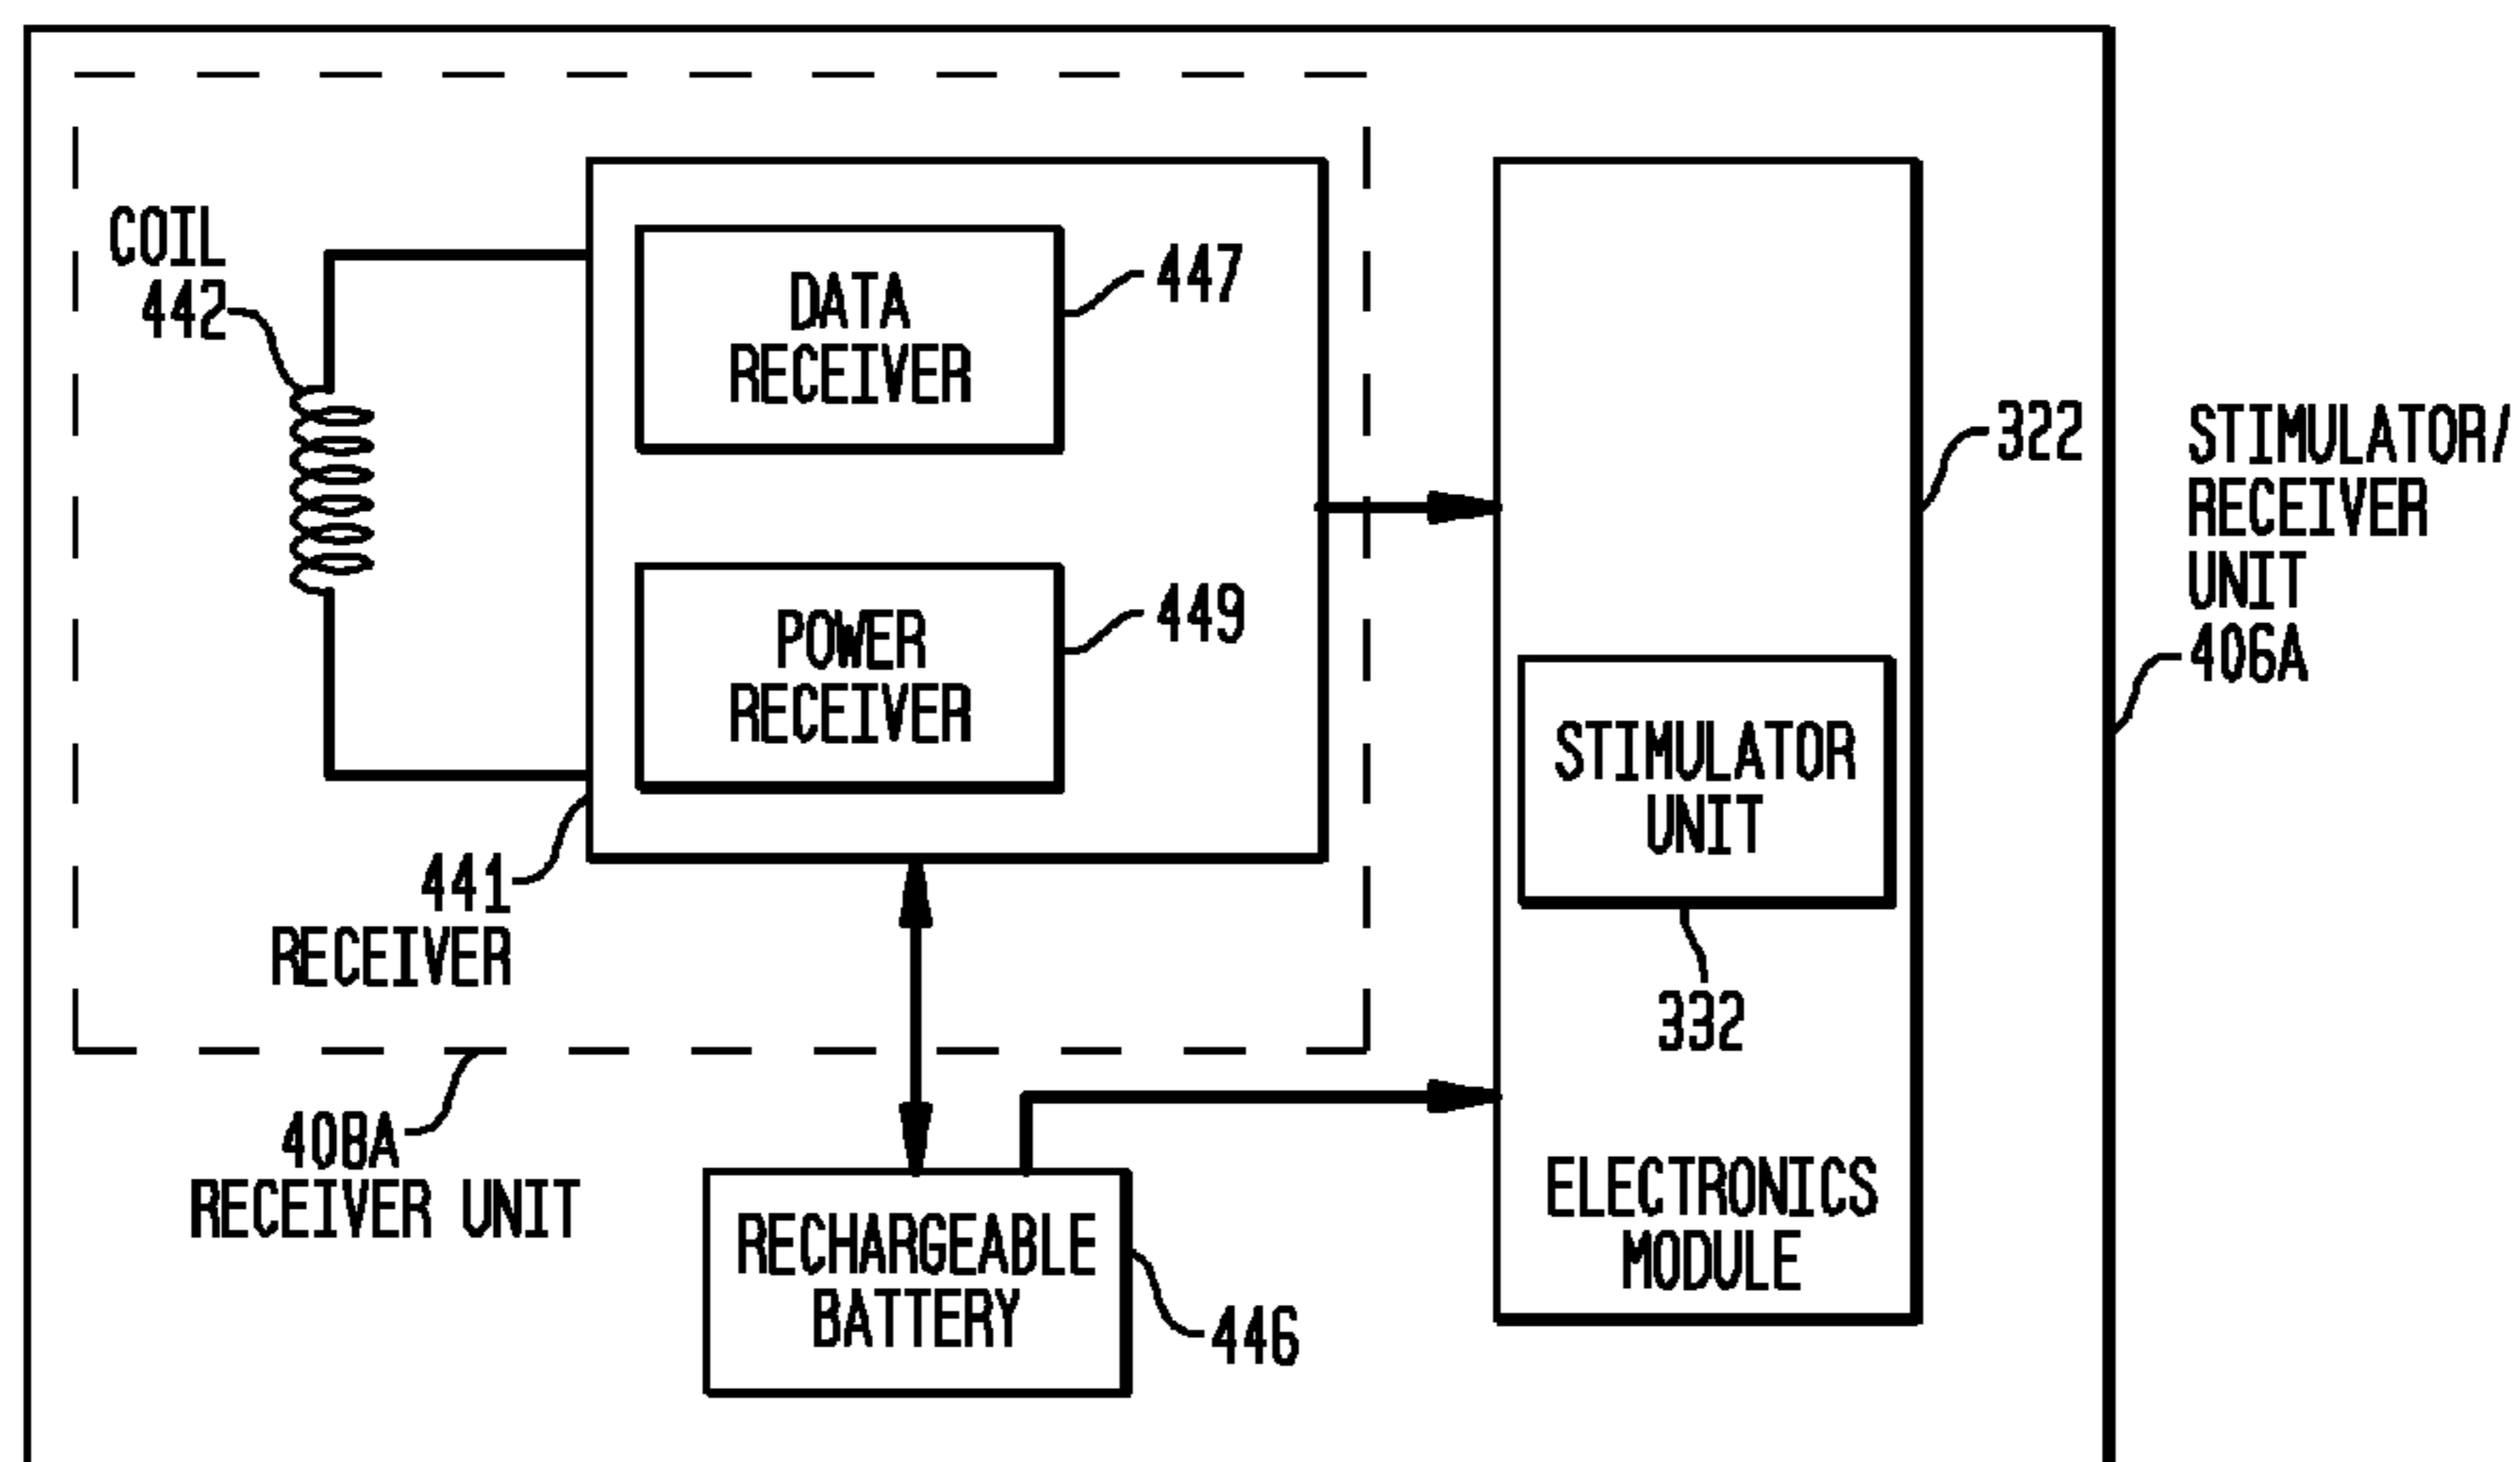 COIL
442
DATA
RECEIVER
447
POWER
RECEIVER
449
441
RECEIVER
408A
RECEIVER UNIT
RECHARGEABLE
BATTERY
446
322
STIMULATOR
UNIT
332
ELECTRONICS
MODULE
STIMULATOR/
RECEIVER
UNIT
406A